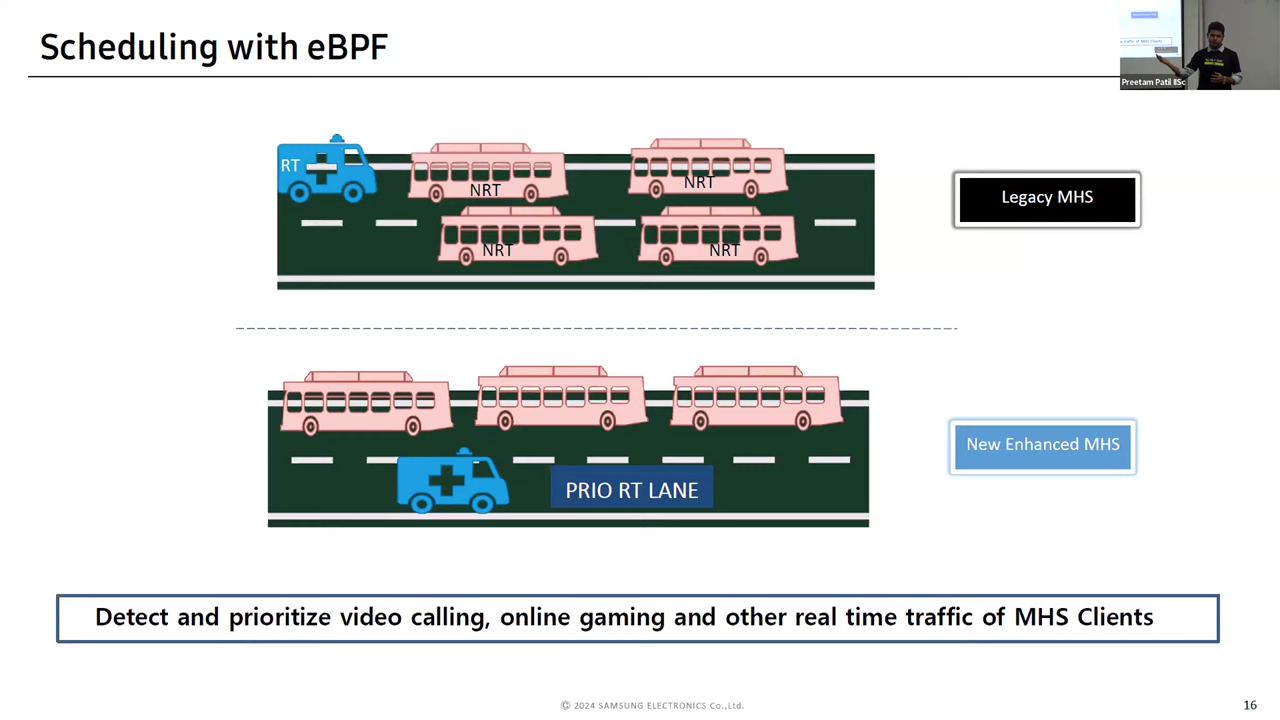 Scheduling with eBPF
Preetam Patil IISc
RT
NRT
NRT
NRT
NRT
Legacy MHS
PRIO RT LANE
New Enhanced MHS
Detect and prioritize video calling, online gaming and other real time traffic of MHS Clients
© 2024 SAMSUNG ELECTRONICS Co.,Ltd.
16